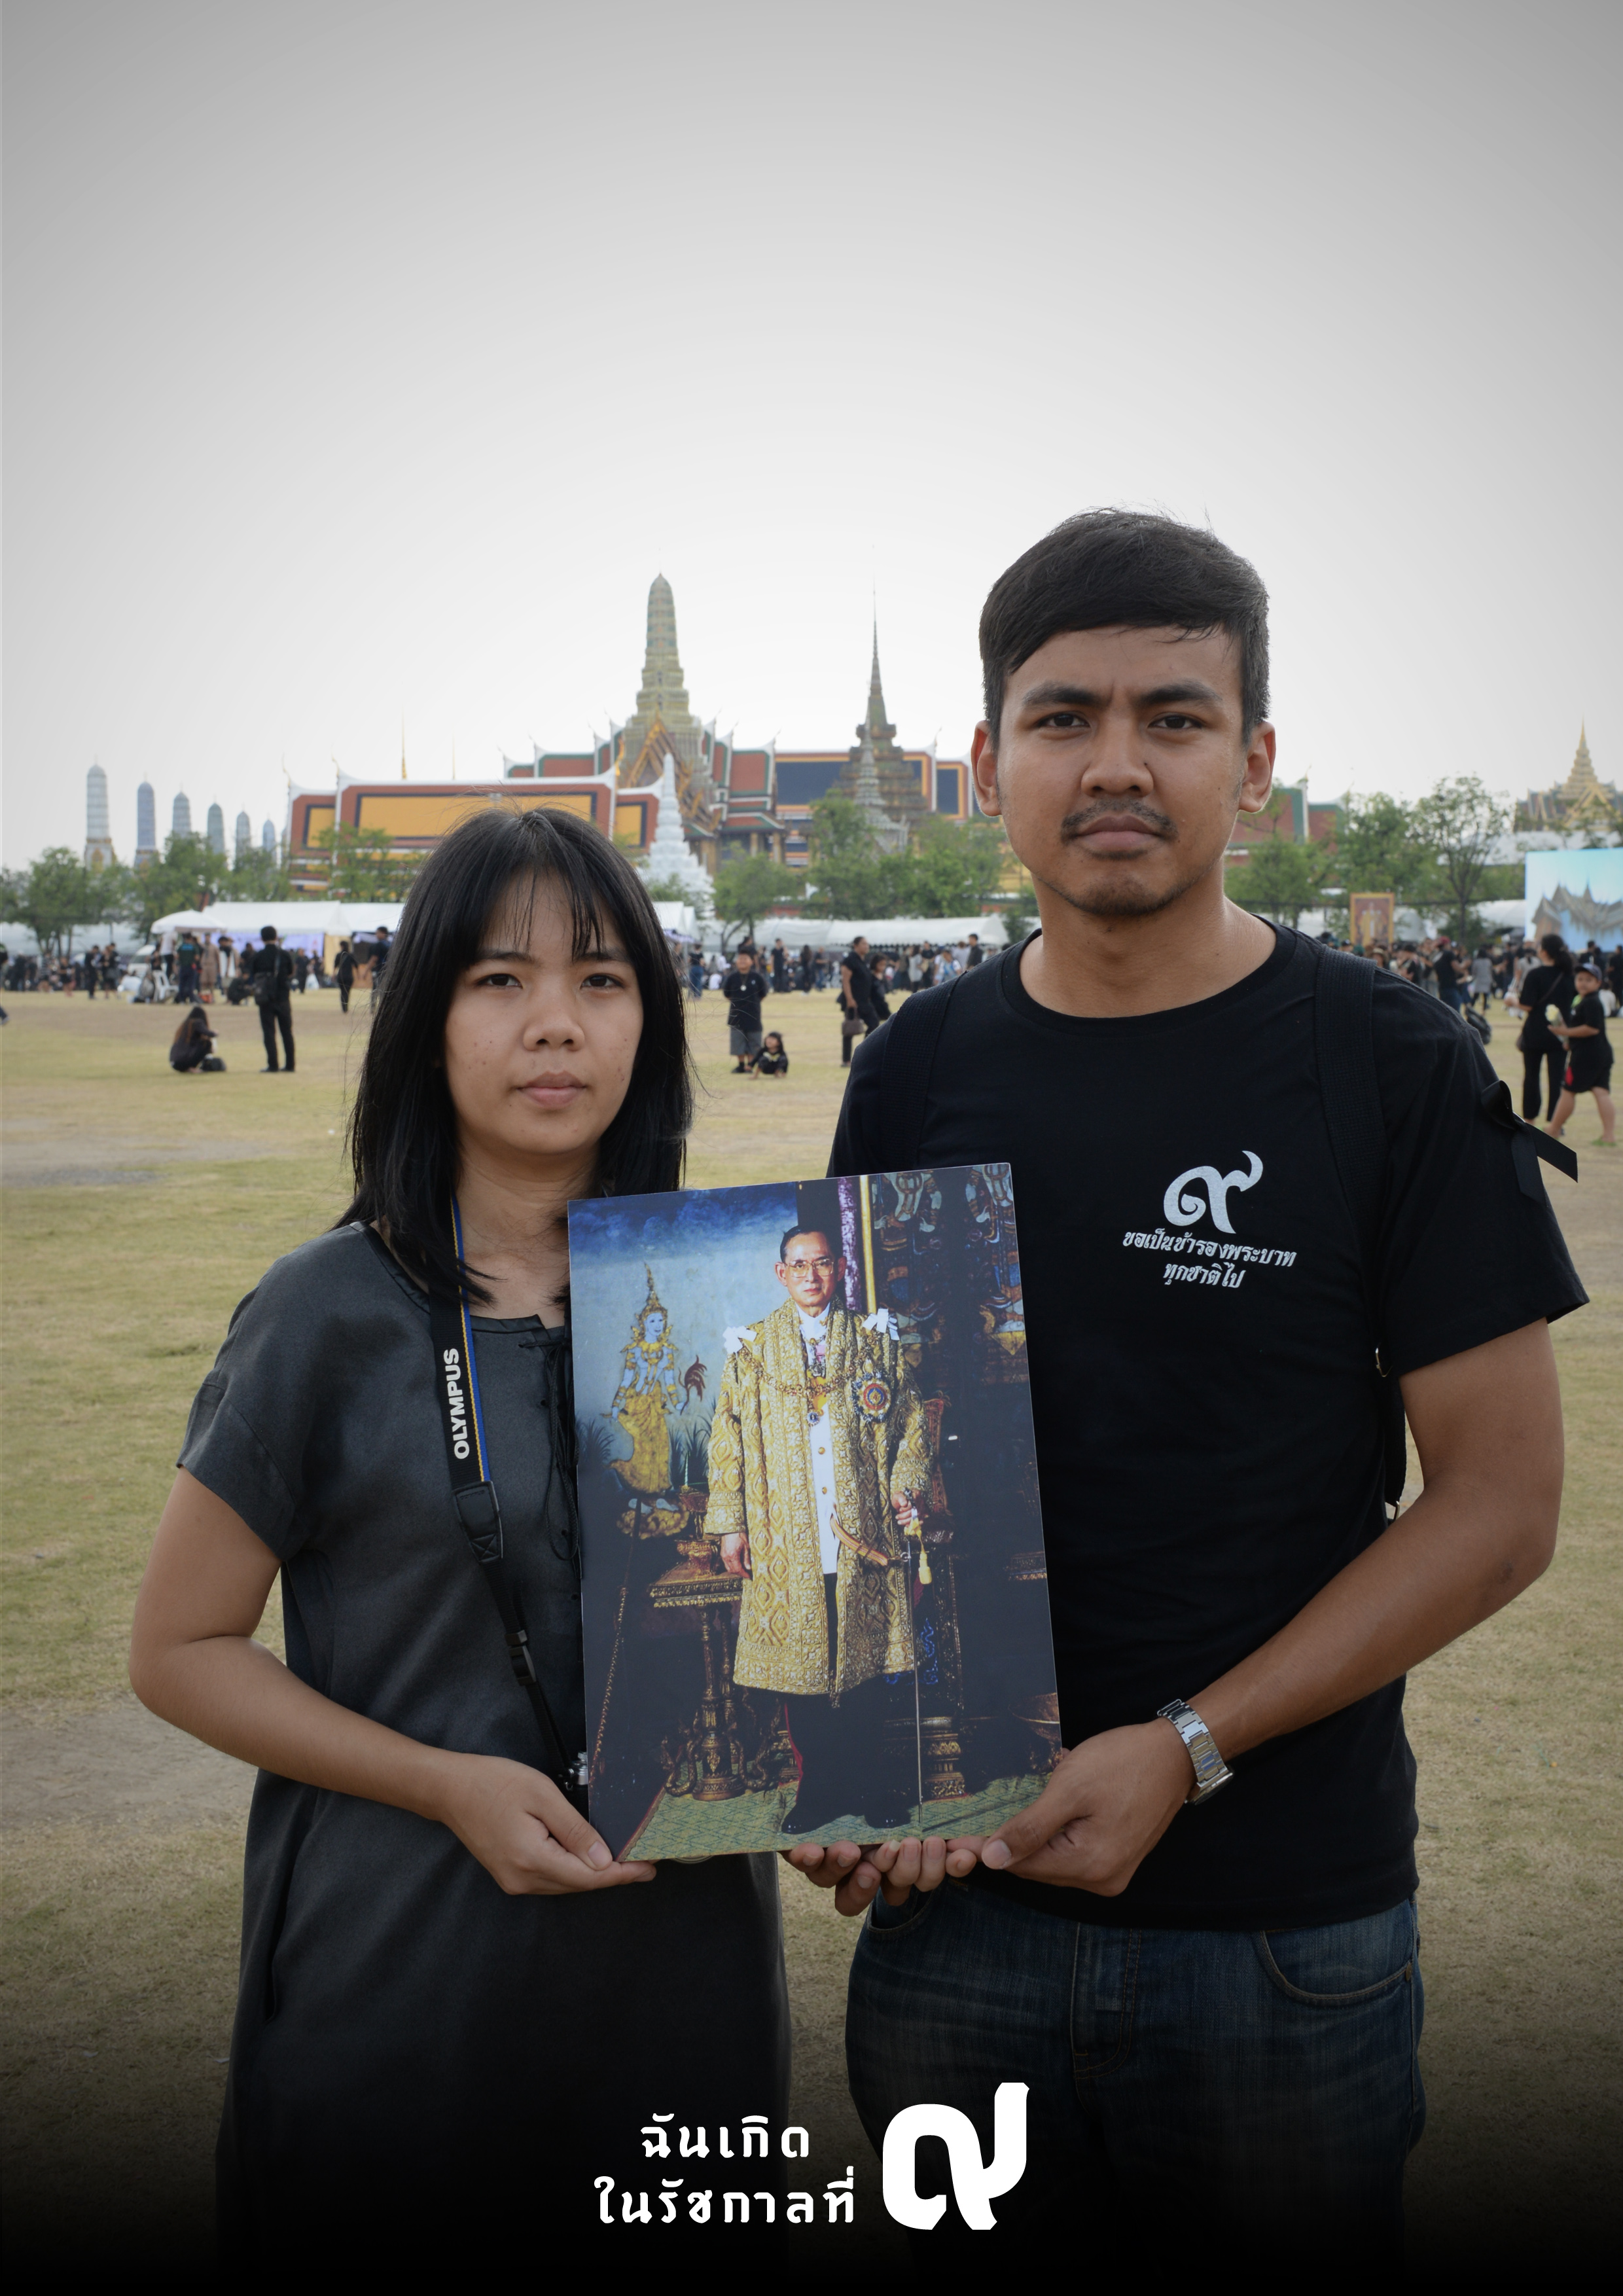 OLYMPUS
๙
ขอเป็นข้ารองพระบาท
ทุกชาติไป
ฉันเกิด
ในรัชกาลที่ ๙